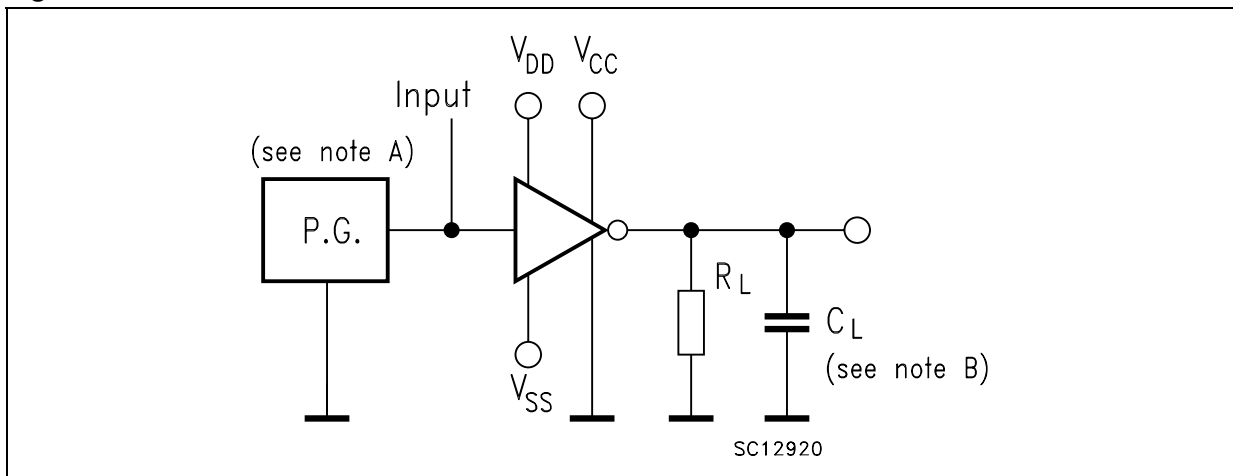 V_DD V_CC
Input
(see note A)
P.G.
R_L
C_L
(see note B)
V_SS
SC12920